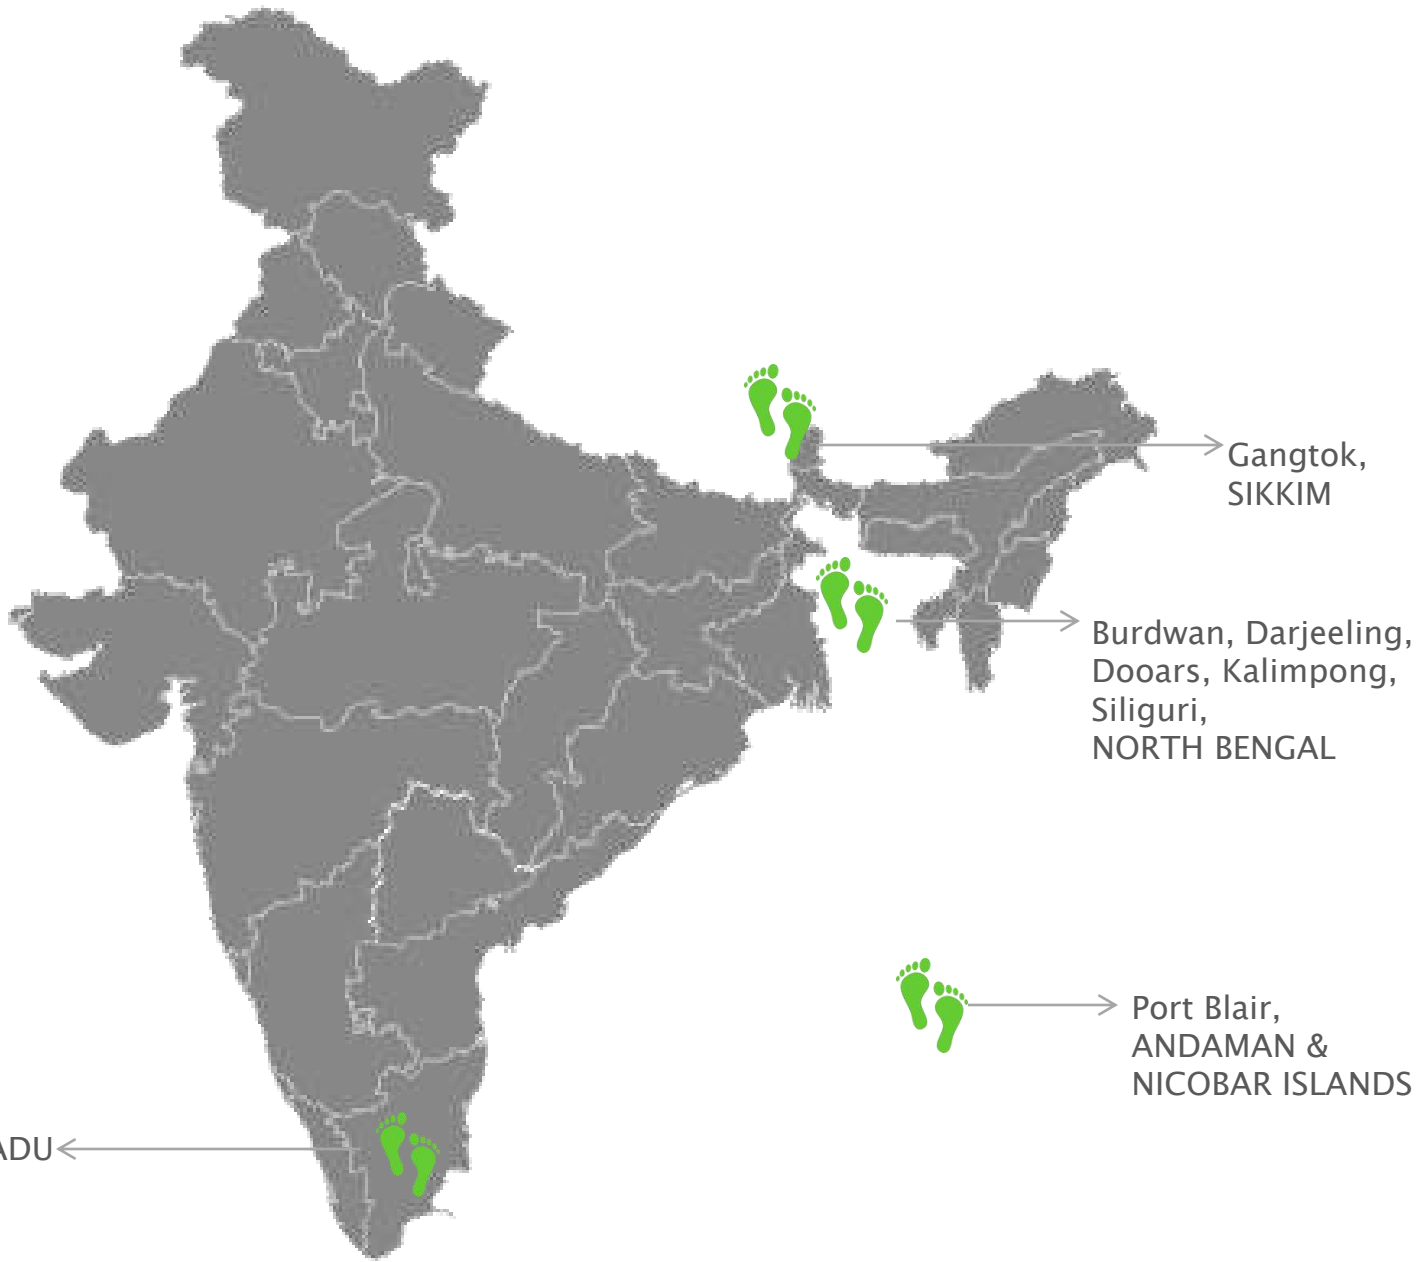 Gangtok,
SIKKIM
Burdwan, Darjeeling,
Dooars, Kalimpong,
Siliguri,
NORTH BENGAL
Port Blair,
ANDAMAN &
NICOBAR ISLANDS
ADU